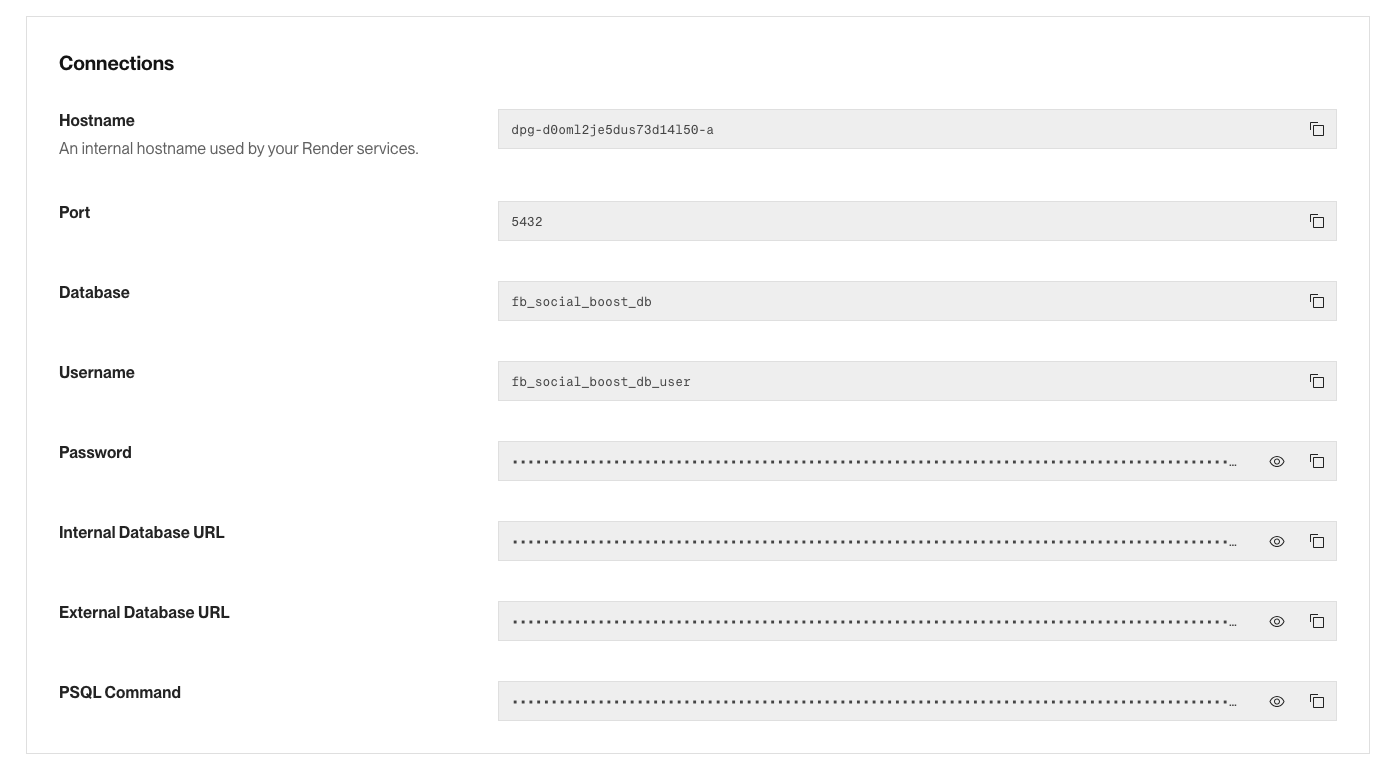 Connections
Hostname
An internal hostname used by your Render services.
dpg-d0oml2je5dus73d14l50-a
Port
5432
Database
fb_social_boost_db
Username
fb_social_boost_db_user
Password
Internal Database URL
External Database URL
PSQL Command